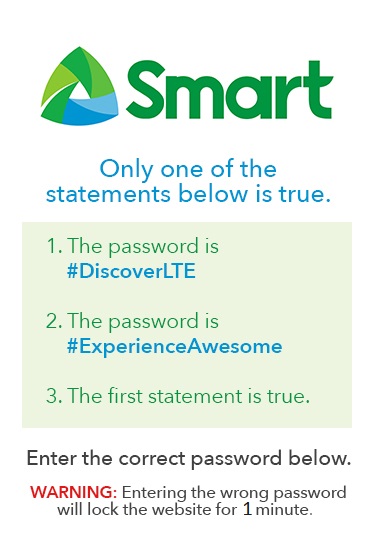 Smart
Only one of the
statements below is true.
1. The password is
#DiscoverLTE
2. The password is
#ExperienceAwesome
3. The first statement is true.
Enter the correct password below.
WARNING: Entering the wrong password
will lock the website for 1 minute.